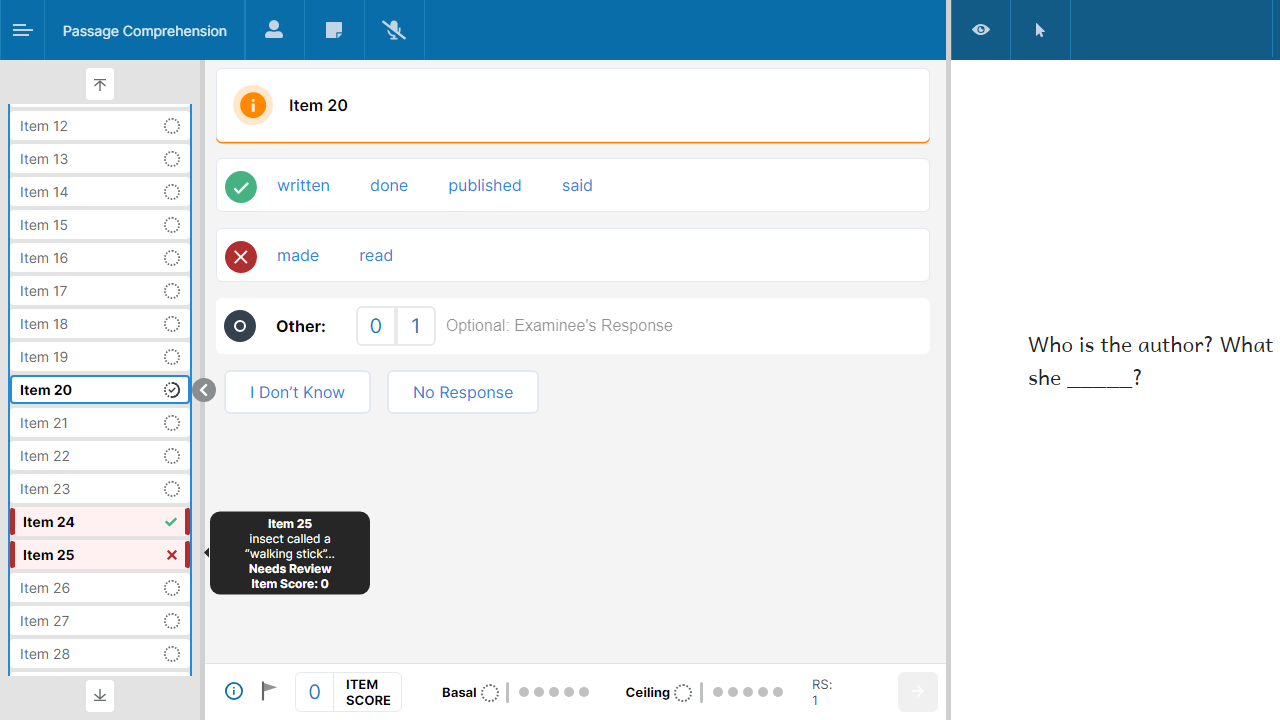 Passage Comprehension
Item 12
Item 13
Item 14
Item 15
Item 16
Item 17
Item 18
Item 19
Item 20
Item 21
Item 22
Item 23
Item 24
Item 25
Item 26
Item 27
Item 28
Item 20
written done published said
made read
Other: 0 1 Optional: Examinee's Response
I Don’t Know No Response
Item 25
insect called a
“walking stick”...
Needs Review
Item Score: 0
0 ITEM
SCORE
Basal
Ceiling
RS:
1
Who is the author? What
she ______?